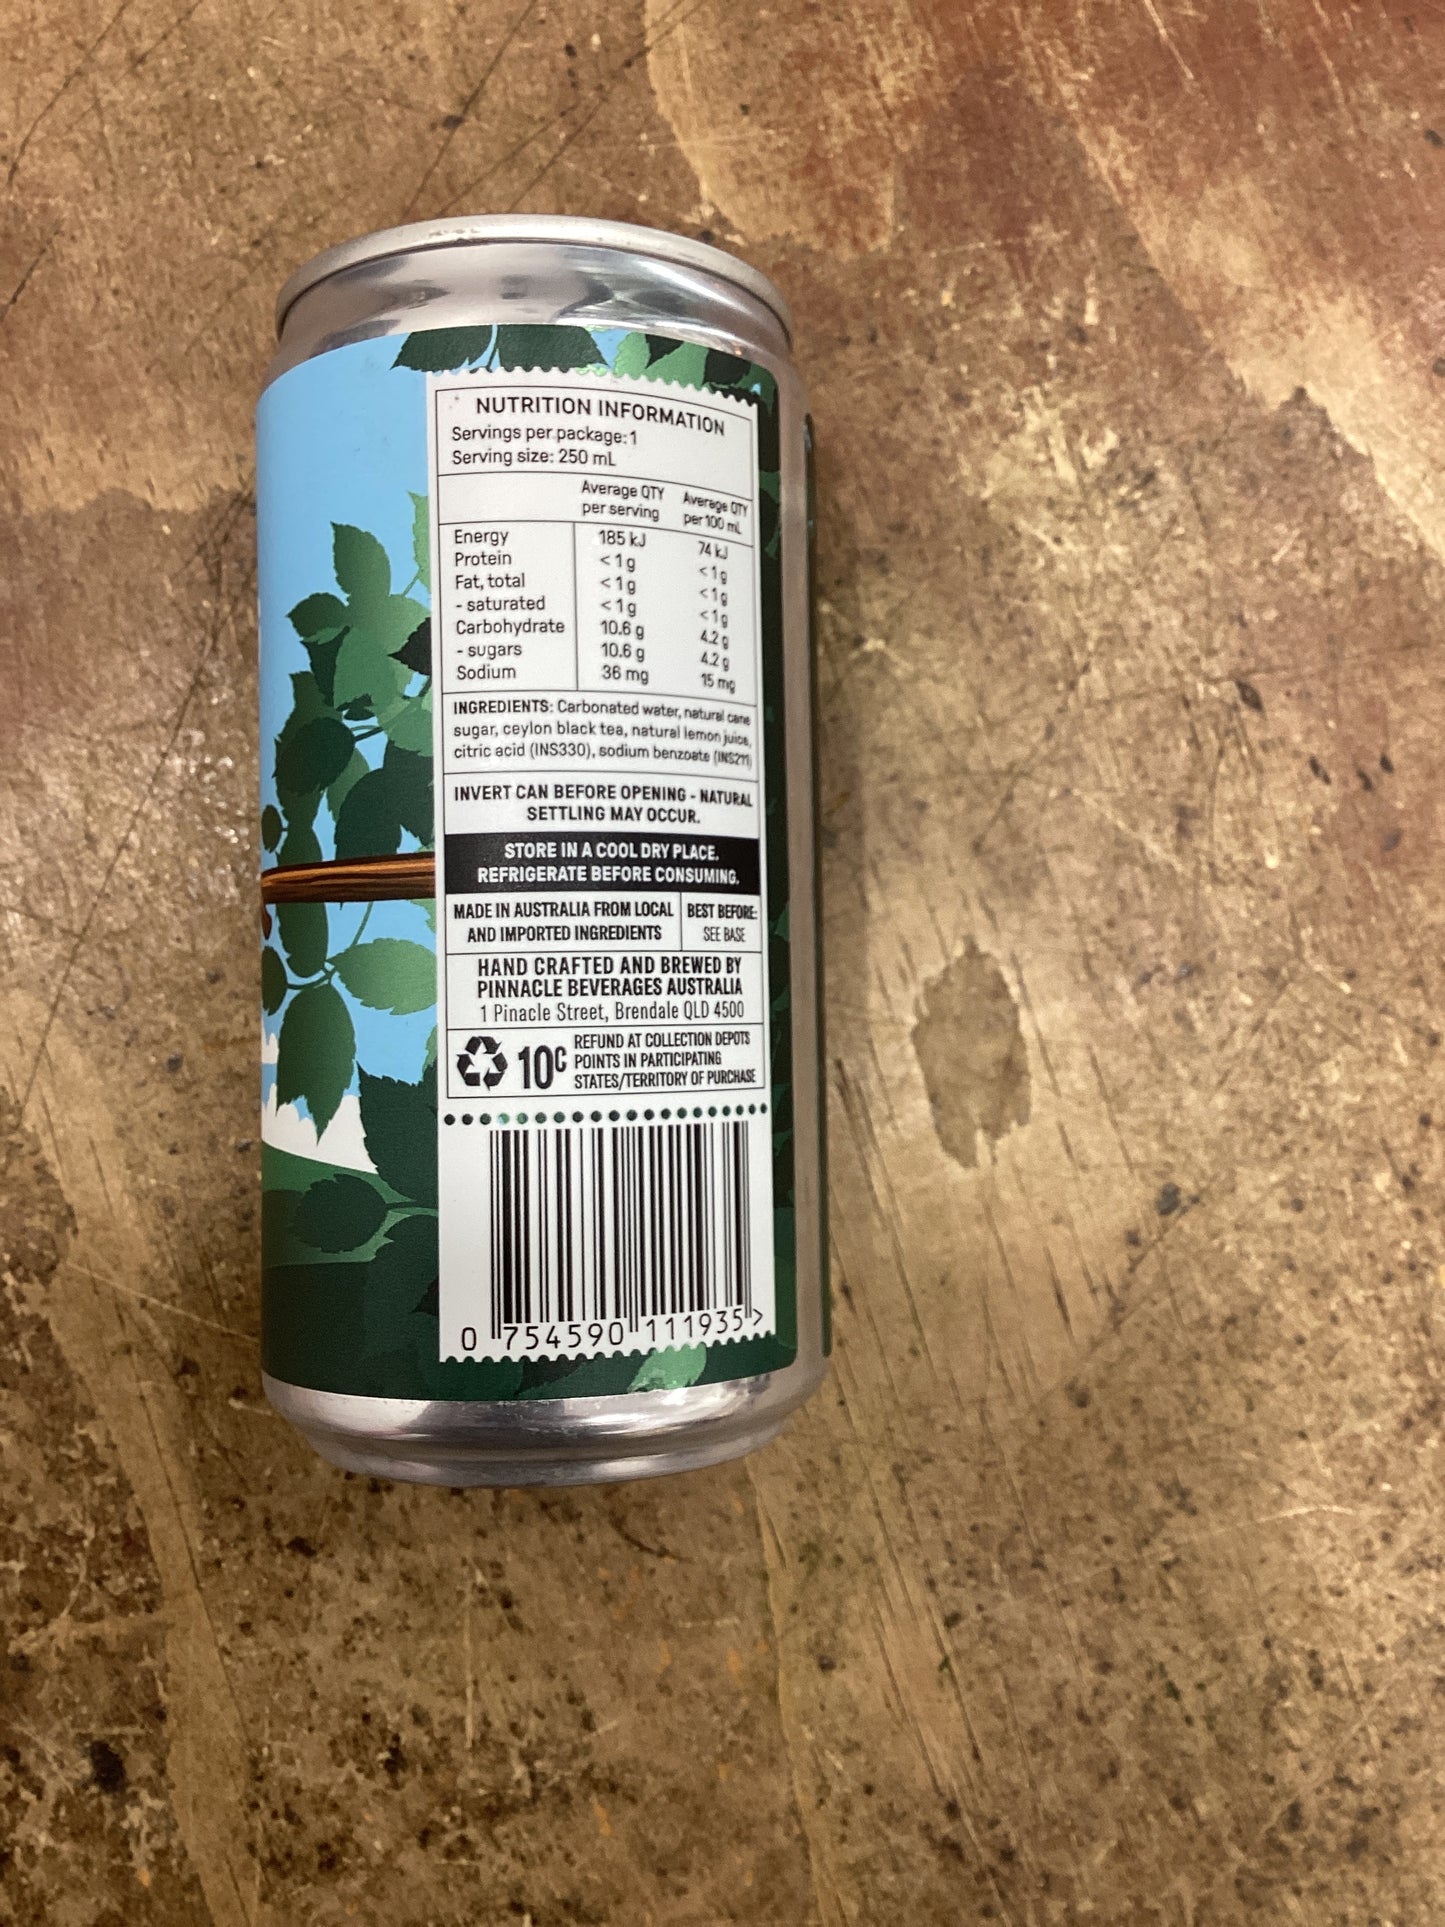 NUTRITION INFORMATION
Servings per package: 1
Serving size: 250 mL
Average QTY per serving Average QTY per 100 mL
Energy 185 kJ 74 kJ
Protein <1g <1g
Fat, total <1g <1g
- saturated <1g <1g
Carbohydrate 10.6 g 4.2 g
- sugars 10.6 g 4.2 g
Sodium 36 mg 15 mg
INGREDIENTS: Carbonated water, natural cane
sugar, ceylon black tea, natural lemon juice,
citric acid (INS330), sodium benzoate (INS211)
INVERT CAN BEFORE OPENING - NATURAL
SETTLING MAY OCCUR.
STORE IN A COOL DRY PLACE.
REFRIGERATE BEFORE CONSUMING.
MADE IN AUSTRALIA FROM LOCAL
AND IMPORTED INGREDIENTS
BEST BEFORE:
SEE BASE
HAND CRAFTED AND BREWED BY
PINNACLE BEVERAGES AUSTRALIA
1 Pinacle Street, Brendale QLD 4500
10c
REFUND AT COLLECTION DEPOTS
POINTS IN PARTICIPATING
STATES/TERRITORY OF PURCHASE
0 754590 111935 >